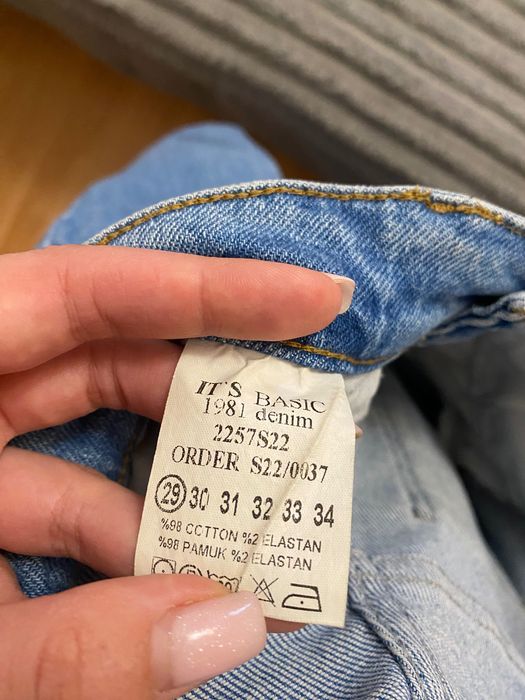 IT'S BASIC
1981 denim
2257S22
ORDER S22/0037
29 30 31 32 33 34
%98 COTTON %2 ELASTAN
%98 PAMUK %2 ELASTAN